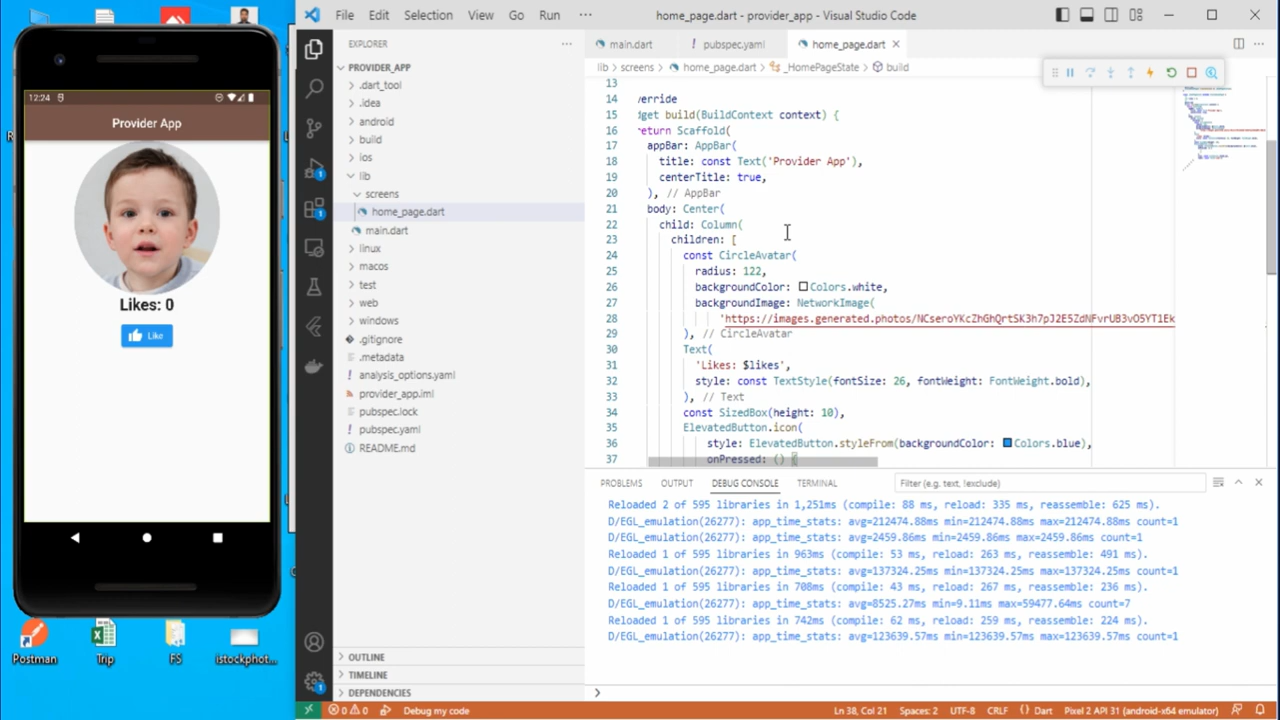 12:24
Provider App
Likes: 0
Like
Postman
Trip
FS
istockphot...
File Edit Selection View Go Run ···
home_page.dart - provider_app - Visual Studio Code
EXPLORER
PROVIDER_APP
.dart_tool
.idea
android
build
ios
lib
screens
home_page.dart
main.dart
linux
macos
test
web
windows
.gitignore
.metadata
analysis_options.yaml
provider_app.iml
pubspec.lock
pubspec.yaml
README.md
OUTLINE
TIMELINE
DEPENDENCIES
main.dart
! pubspec.yaml
home_page.dart
lib > screens > home_page.dart > _HomePageState > build
13
14 verride
15 dget build(BuildContext context) {
16 return Scaffold(
17 appBar: AppBar(
18 title: const Text('Provider App'),
19 centerTitle: true,
20 ), // AppBar
21 body: Center(
22 child: Column(
23 children: [
24 const CircleAvatar(
25 radius: 122,
26 backgroundColor: Colors.white,
27 backgroundImage: NetworkImage(
28 'https://images.generated.photos/
29 ), // CircleAvatar
30 Text(
31 'Likes: $likes',
32 style: const TextStyle(fontSize: 26, fontWeight: FontWeight.bold),
33 ), // Text
34 const SizedBox(height: 10),
35 ElevatedButton.icon(
36 style: ElevatedButton.styleFrom(backgroundColor: Colors.blue),
37 onPressed: () {
PROBLEMS OUTPUT DEBUG CONSOLE TERMINAL
Filter (e.g. text, !exclude)
Reloaded 2 of 595 libraries in 1,251ms (compile: 88 ms, reload: 335 ms, reassemble: 625 ms).
D/EGL_emulation(26277): app_time_stats: avg=212474.88ms min=212474.88ms max=212474.88ms count=1
D/EGL_emulation(26277): app_time_stats: avg=2459.86ms min=2459.86ms max=2459.86ms count=1
Reloaded 1 of 595 libraries in 963ms (compile: 53 ms, reload: 263 ms, reassemble: 491 ms).
D/EGL_emulation(26277): app_time_stats: avg=137324.25ms min=137324.25ms max=137324.25ms count=1
Reloaded 1 of 595 libraries in 708ms (compile: 43 ms, reload: 267 ms, reassemble: 236 ms).
D/EGL_emulation(26277): app_time_stats: avg=8525.27ms min=9.11ms max=59477.64ms count=7
Reloaded 1 of 595 libraries in 742ms (compile: 62 ms, reload: 259 ms, reassemble: 224 ms).
D/EGL_emulation(26277): app_time_stats: avg=123639.57ms min=123639.57ms max=123639.57ms count=1
0 0 Debug my code
Ln 38, Col 21 Spaces: 2 UTF-8 CRLF {} Dart Pixel 2 API 31 (android-x64 emulator)